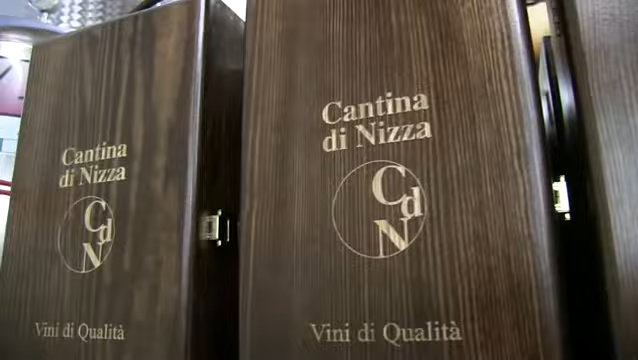 Cantina
di Nizza
C
d
N
Vini di Qualità
Cantina
di Nizza
C
d
N
Vini di Qualità